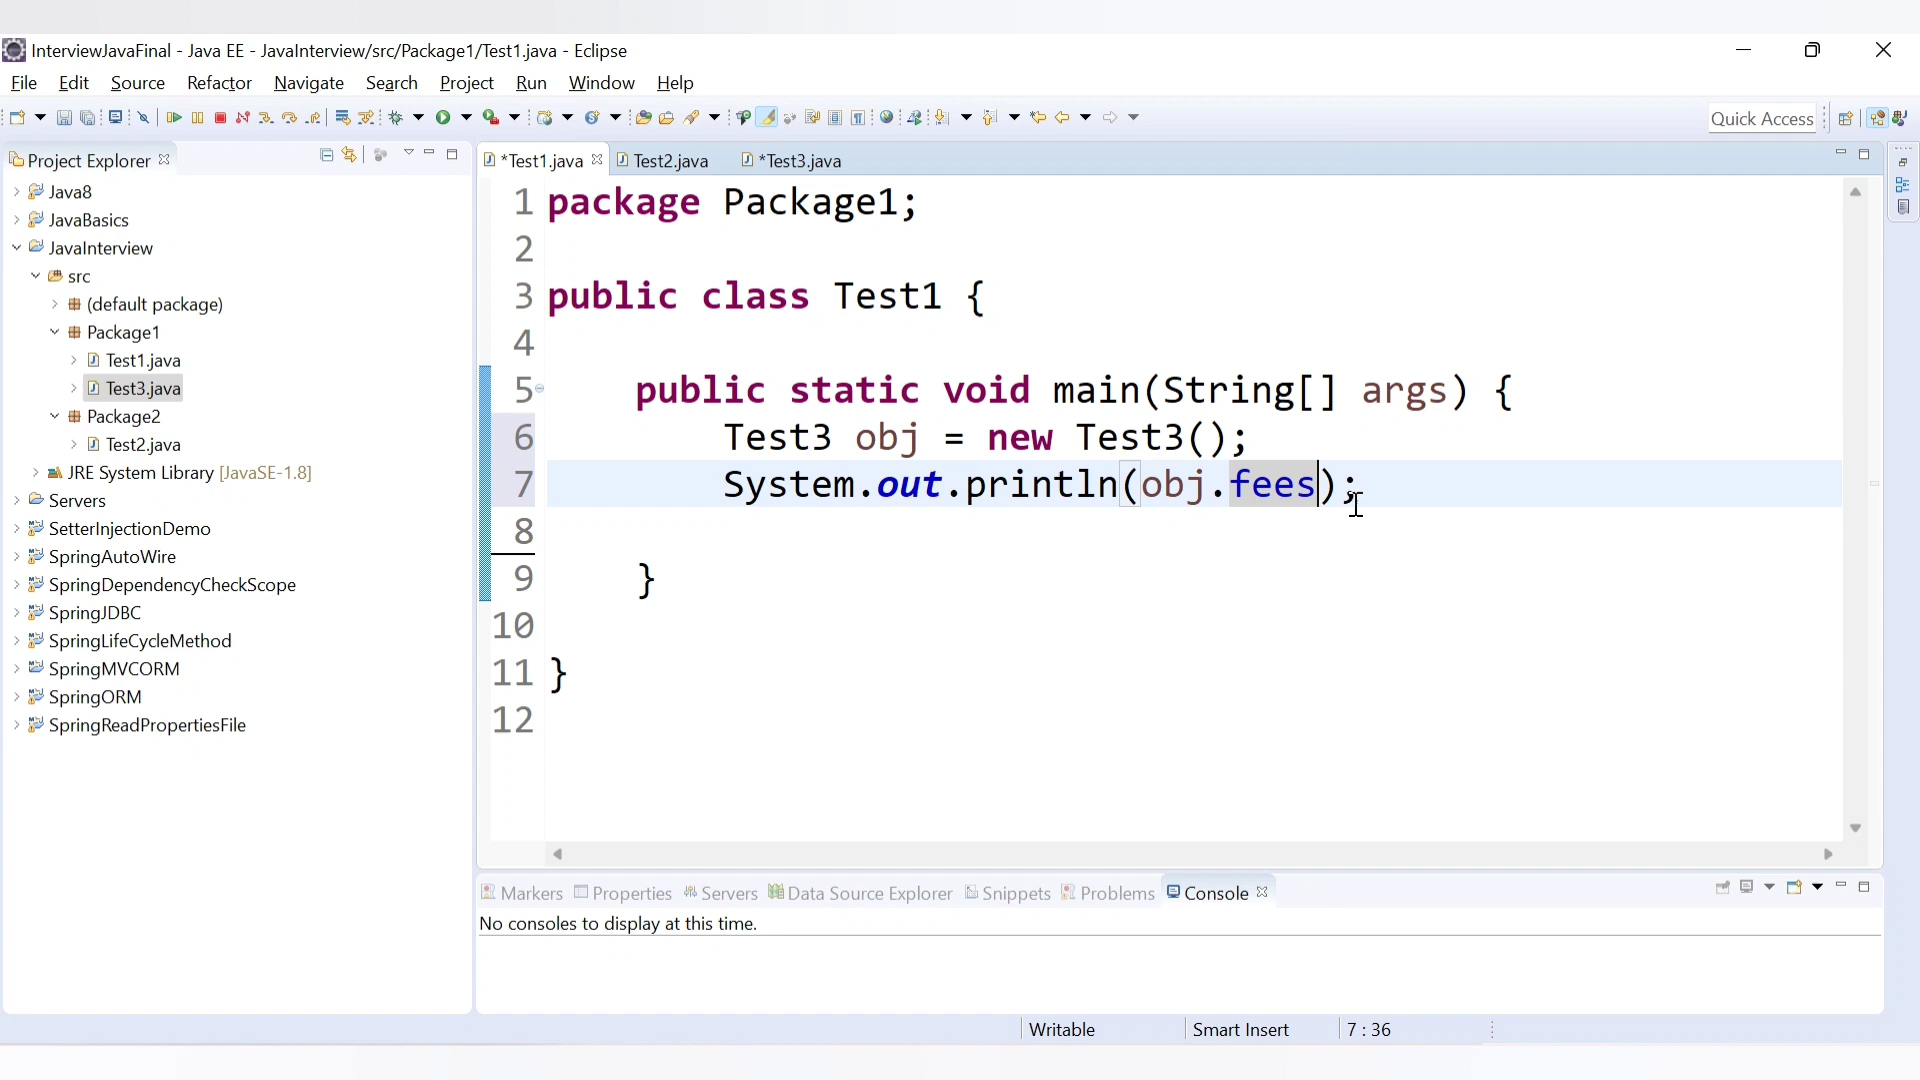 InterviewJavaFinal - Java EE - JavaInterview/src/Package1/Test1.java - Eclipse
File Edit Source Refactor Navigate Search Project Run Window Help
Quick Access
Project Explorer
Java8
JavaBasics
JavaInterview
src
(default package)
Package1
Test1.java
Test3.java
Package2
Test2.java
JRE System Library [JavaSE-1.8]
Servers
SetterInjectionDemo
SpringAutoWire
SpringDependencyCheckScope
SpringJDBC
SpringLifeCycleMethod
SpringMVCORM
SpringORM
SpringReadPropertiesFile
*Test1.java Test2.java *Test3.java
1 package Package1;
2
3 public class Test1 {
4
5 public static void main(String[] args) {
6 Test3 obj = new Test3();
7 System.out.println(obj.fees);
8
9 }
10
11 }
12
Markers Properties Servers Data Source Explorer Snippets Problems Console
No consoles to display at this time.
Writable Smart Insert 7 : 36